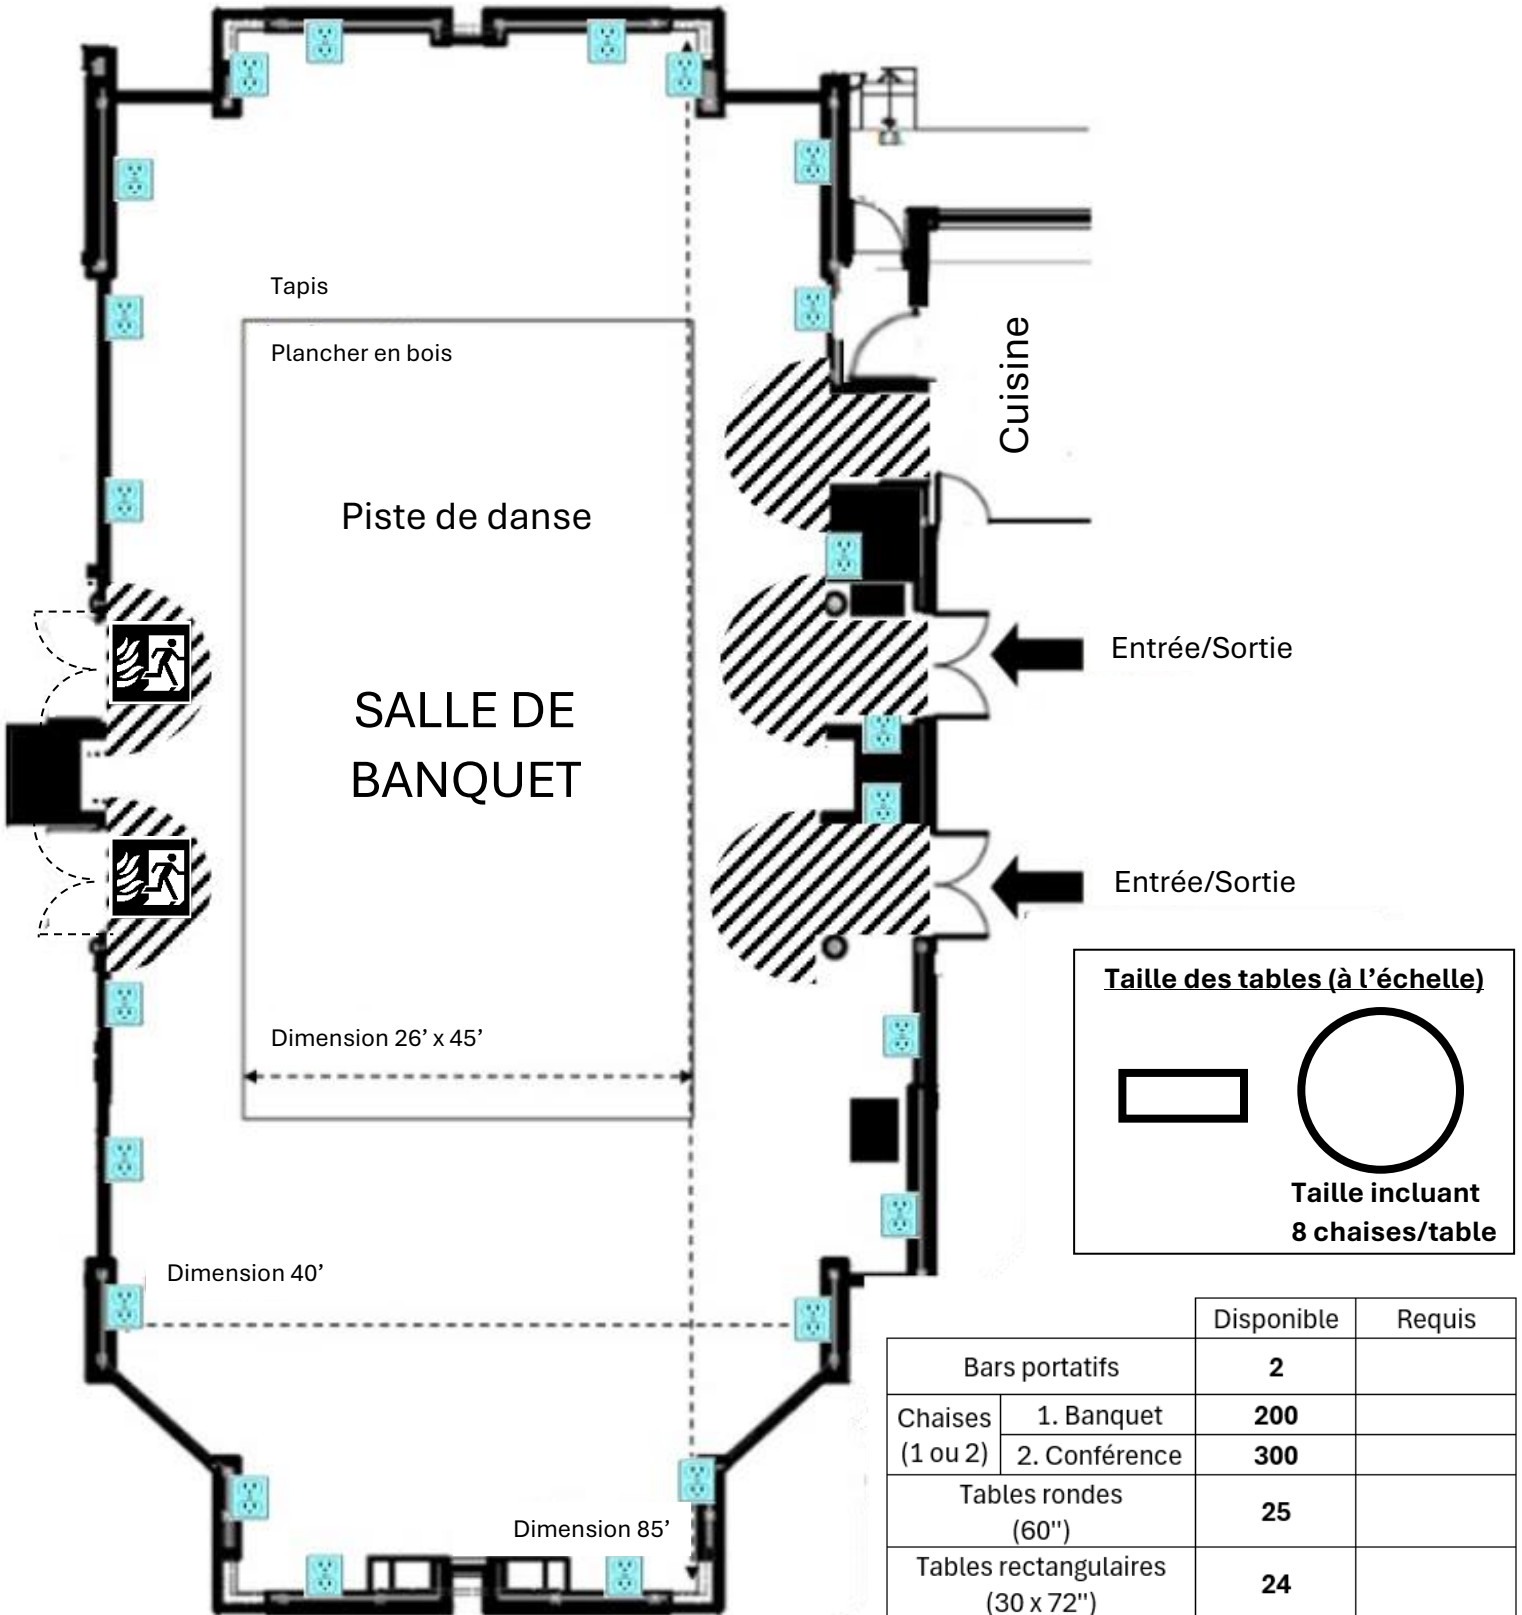 Tapis
Plancher en bois
Cuisine
Piste de danse
Entrée/Sortie
SALLE DE
BANQUET
Entrée/Sortie
Dimension 26’ x 45’
Taille des tables (à l’échelle)
Taille incluant
8 chaises/table
Dimension 40’
Dimension 85’
Disponible Requis
Bars portatifs 2
Chaises
(1 ou 2)
1. Banquet 200
2. Conférence 300
Tables rondes
(60")
25
Tables rectangulaires
(30 x 72")
24